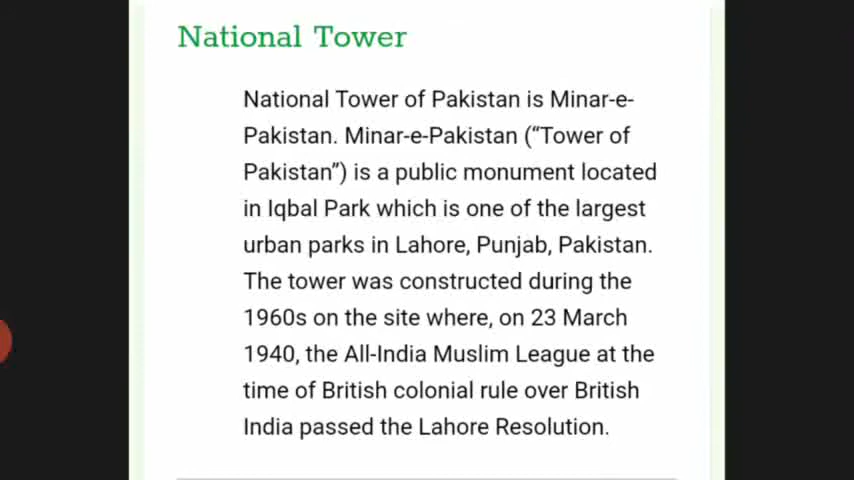 National Tower
National Tower of Pakistan is Minar-e-
Pakistan. Minar-e-Pakistan (“Tower of
Pakistan”) is a public monument located
in Iqbal Park which is one of the largest
urban parks in Lahore, Punjab, Pakistan.
The tower was constructed during the
1960s on the site where, on 23 March
1940, the All-India Muslim League at the
time of British colonial rule over British
India passed the Lahore Resolution.